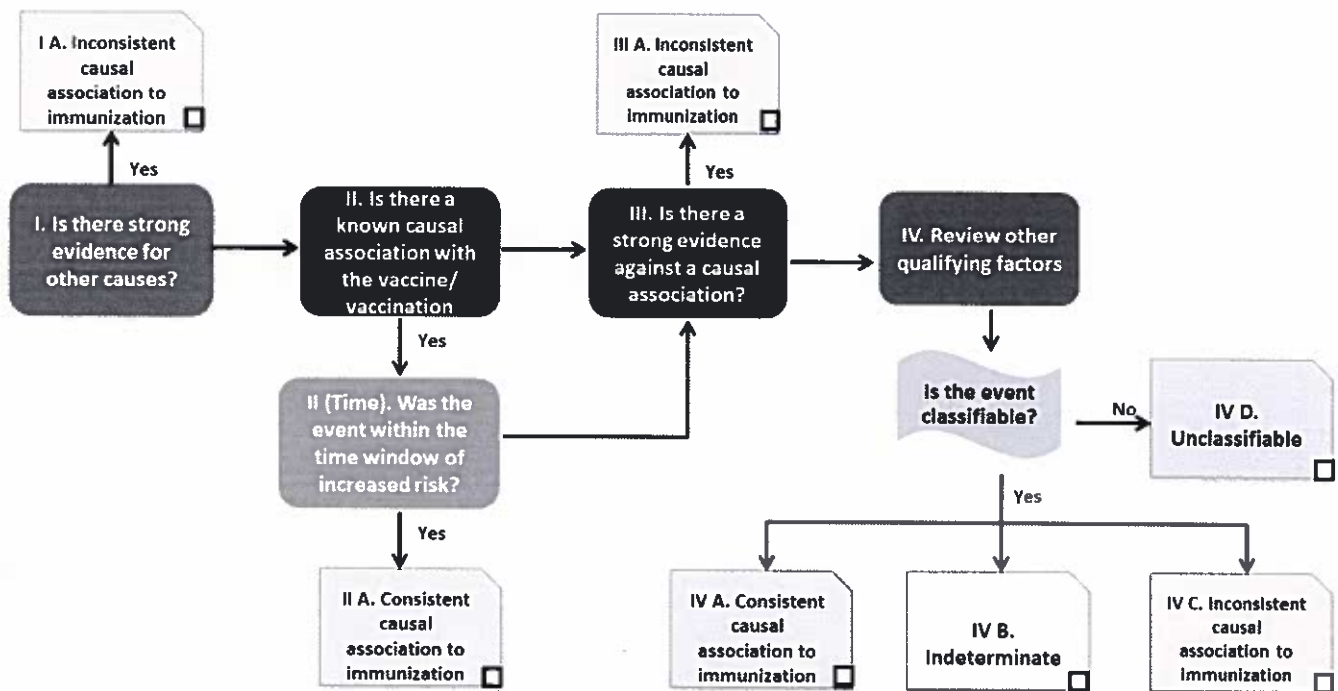 I A. Inconsistent
causal
association to
immunization
Yes
I. Is there strong
evidence for
other causes?
II. Is there a
known causal
association with
the vaccine/
vaccination
Yes
II (Time). Was the
event within the
time window of
increased risk?
Yes
II A. Consistent
causal
association to
immunization
III A. Inconsistent
causal
association to
immunization
Yes
III. Is there a
strong evidence
against a causal
association?
IV. Review other
qualifying factors
Is the event
classifiable?
No
IV D.
Unclassifiable
Yes
IV A. Consistent
causal
association to
immunization
IV B.
Indeterminate
IV C. Inconsistent
causal
association to
Immunization